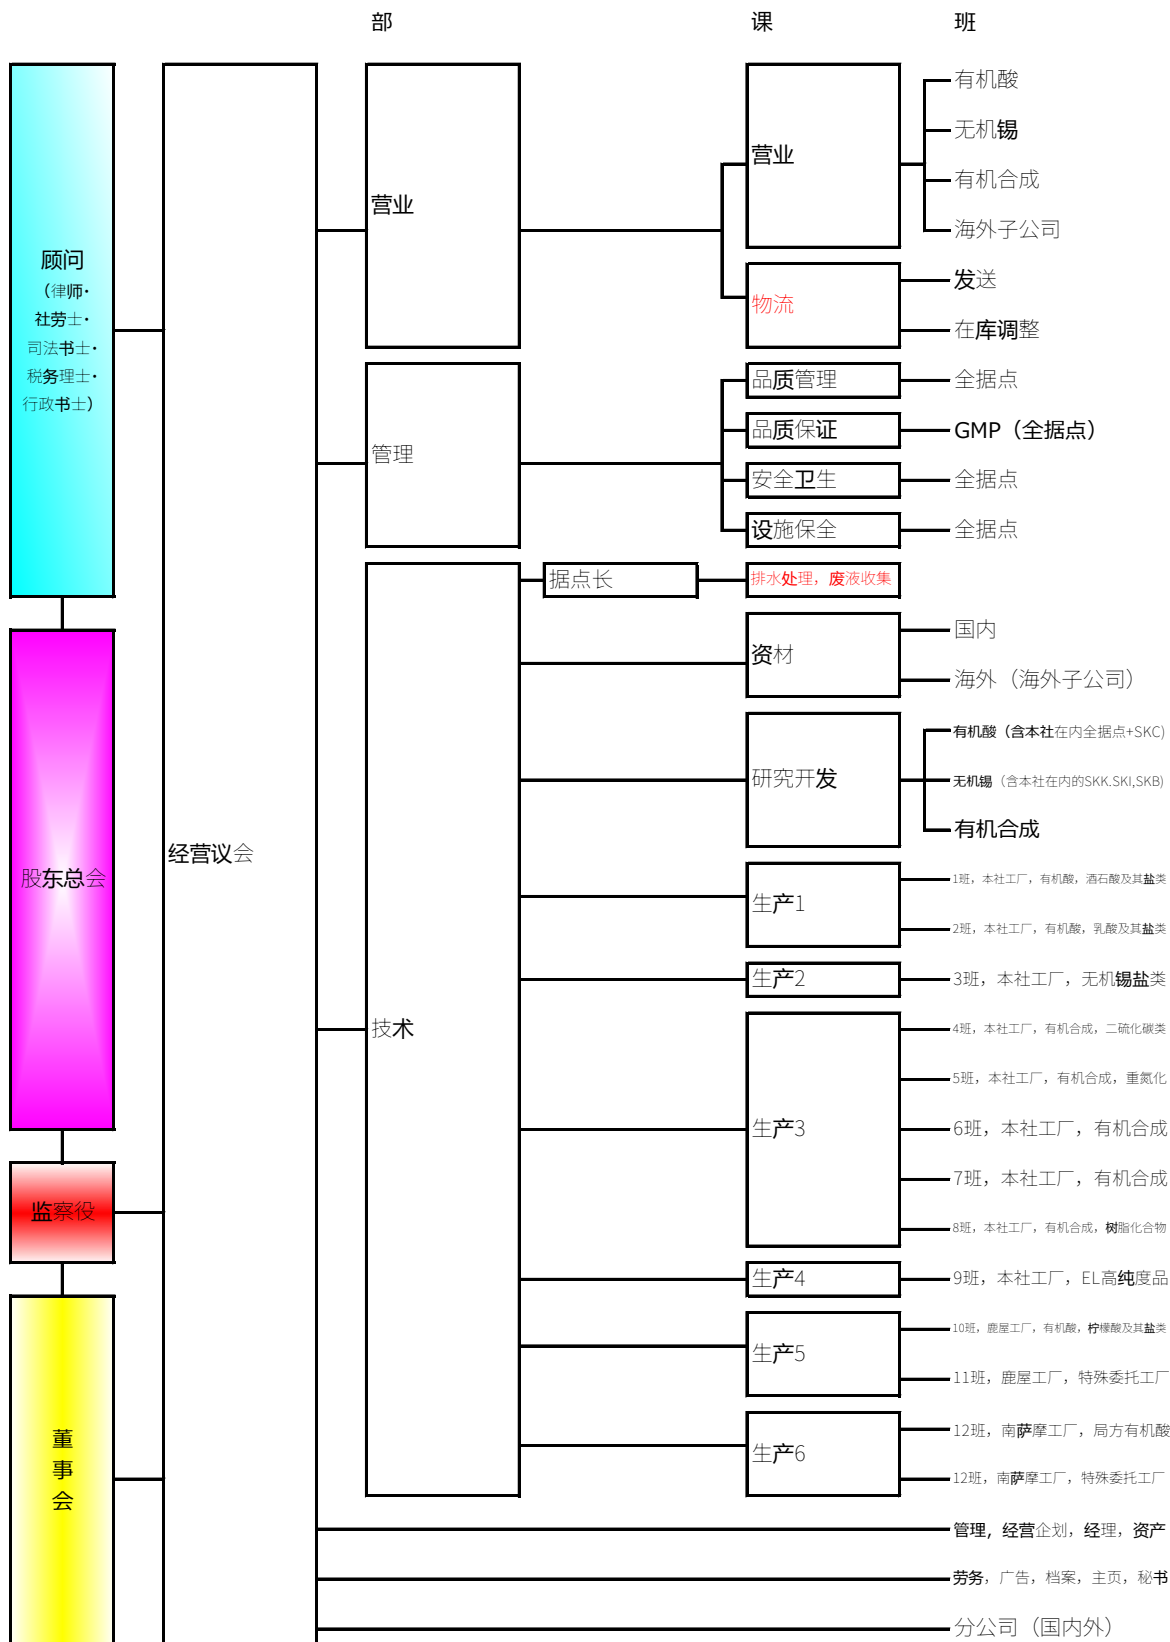 部
课
班
顾问
（律师・
社劳士・
司法书士・
税务理士・
行政书士）
股东总会
监察役
董
事
会
经营议会
营业
营业
有机酸
无机锡
有机合成
海外子公司
物流
发送
在库调整
管理
品质管理
全据点
品质保证
GMP（全据点）
安全卫生
全据点
设施保全
全据点
技术
据点长
排水处理，废液收集
资材
国内
海外（海外子公司）
研究开发
有机酸（含本社在内全据点+SKC)
无机锡（含本社在内的SKK.SKI,SKB)
有机合成
生产1
1班，本社工厂，有机酸，酒石酸及其盐类
2班，本社工厂，有机酸，乳酸及其盐类
生产2
3班，本社工厂，无机锡盐类
生产3
4班，本社工厂，有机合成，二硫化碳类
5班，本社工厂，有机合成，重氮化
6班，本社工厂，有机合成
7班，本社工厂，有机合成
8班，本社工厂，有机合成，树脂化合物
生产4
9班，本社工厂，EL高纯度品
生产5
10班，鹿屋工厂，有机酸，柠檬酸及其盐类
11班，鹿屋工厂，特殊委托工厂
生产6
12班，南萨摩工厂，局方有机酸
12班，南萨摩工厂，特殊委托工厂
管理，经营企划，经理，资产
劳务，广告，档案，主页，秘书
分公司（国内外）